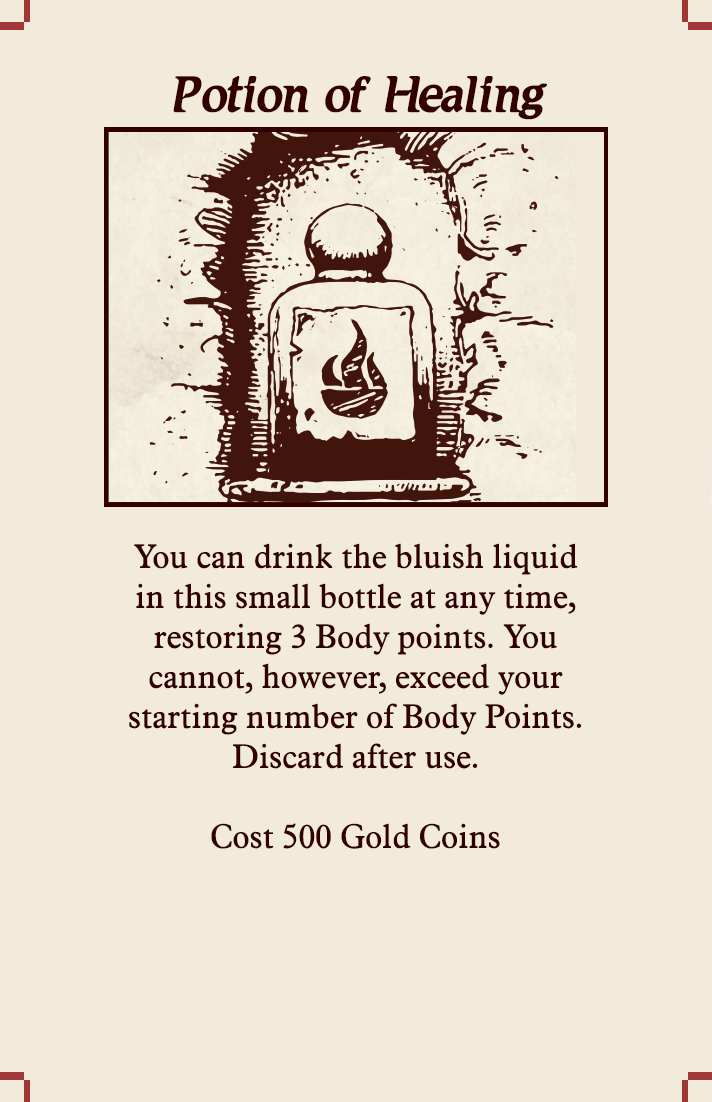 Potion of Healing
You can drink the bluish liquid
in this small bottle at any time,
restoring 3 Body points. You
cannot, however, exceed your
starting number of Body Points.
Discard after use.
Cost 500 Gold Coins